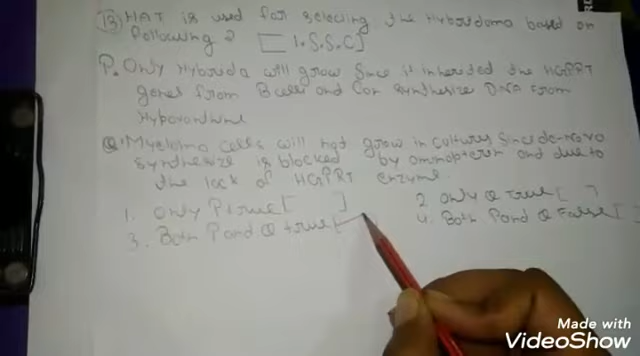 13) HAT is used for selecting the Hybridoma based on
following? [I.S.S.C]
P. Only Hybrids will grow since it inherited the HGPRT
genes from B cells and can synthesize DNA from
Hypoxanthine
Q. Myeloma cells will not grow in culture since de-novo
synthesize is blocked by aminopterin and due to
the lack of HGPRT enzyme.
1. Only P true [ ]
2 Only Q true [ ]
3. Both P and Q true [
4. Both P and Q False [ ]
Made with
VideoShow